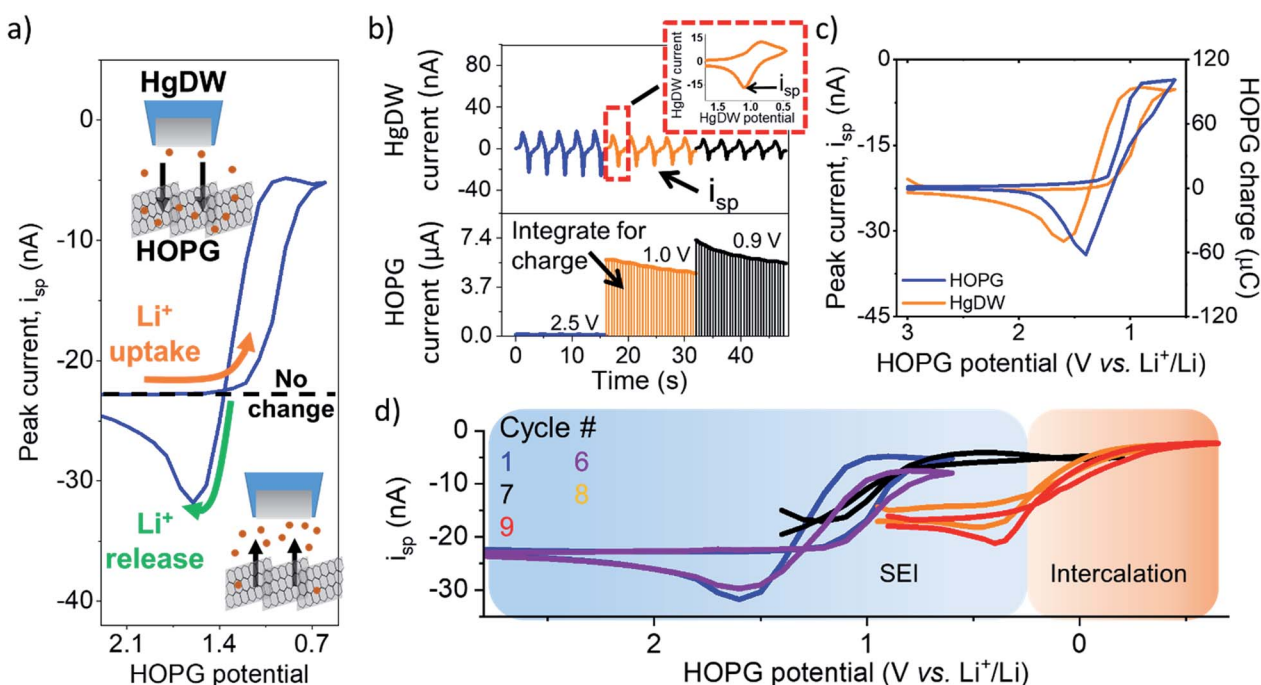 a)
HgDW
HOPG
Li+ uptake
No change
Li+ release
0
-5
-10
-20
-30
-40
Peak current, isp (nA)
2.1 1.4 0.7
HOPG potential
b)
HgDW current (nA)
80
40
0
-40
isp
HgDW current
15
0
-15
isp
1.5 1.0 0.5
HgDW potential
HOPG current (µA)
7.4
3.7
0.0
Integrate for charge
2.5 V
1.0 V
0.9 V
0 10 20 30 40
Time (s)
c)
Peak current, isp (nA)
0
-15
-30
-45
HOPG
HgDW
120
60
0
-60
-120
HOPG charge (µC)
3 2 1
HOPG potential (V vs. Li+/Li)
d)
Cycle #
1 6
7 8
9
SEI
Intercalation
isp (nA)
0
-10
-20
-30
2 1 0
HOPG potential (V vs. Li+/Li)